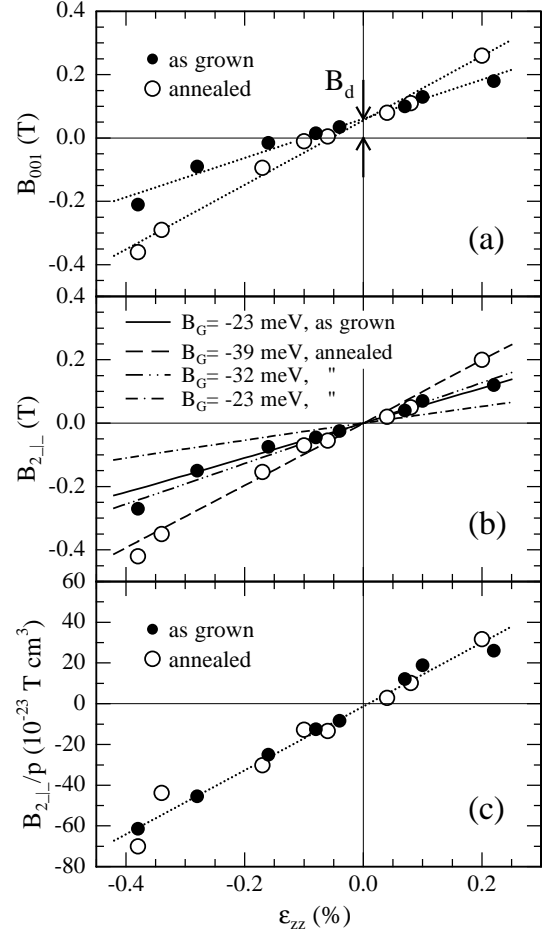 0.4
0.2
0.0
-0.2
-0.4
B001 (T)
as grown
annealed
Bd
(a)
0.4
0.2
0.0
-0.2
-0.4
B2_|_ (T)
BG= -23 meV, as grown
BG= -39 meV, annealed
BG= -32 meV, "
BG= -23 meV, "
(b)
60
40
20
0
-20
-40
-60
-80
B2_|_/p (10-23 T cm3)
as grown
annealed
(c)
-0.4 -0.2 0.0 0.2
εzz (%)